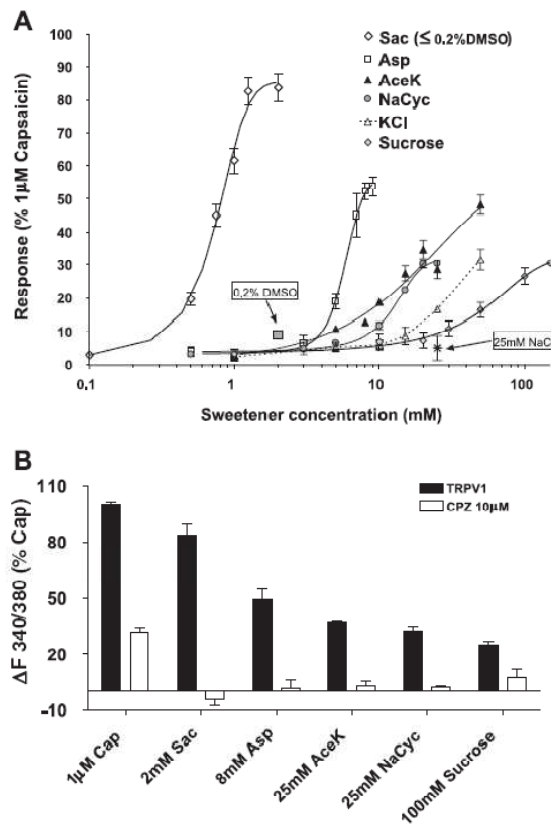 A
Sac (≤ 0.2%DMSO)
Asp
AceK
NaCyc
KCl
Sucrose
Response (% 1μM Capsaicin)
100
90
80
70
60
50
40
30
20
10
0
0,2% DMSO
25mM NaC
0.1
1
10
100
Sweetener concentration (mM)
B
TRPV1
CPZ 10μM
ΔF 340/380 (% Cap)
110
80
50
20
-10
1μM Cap
2mM Sac
8mM Asp
25mM AceK
25mM NaCyc
100mM Sucrose